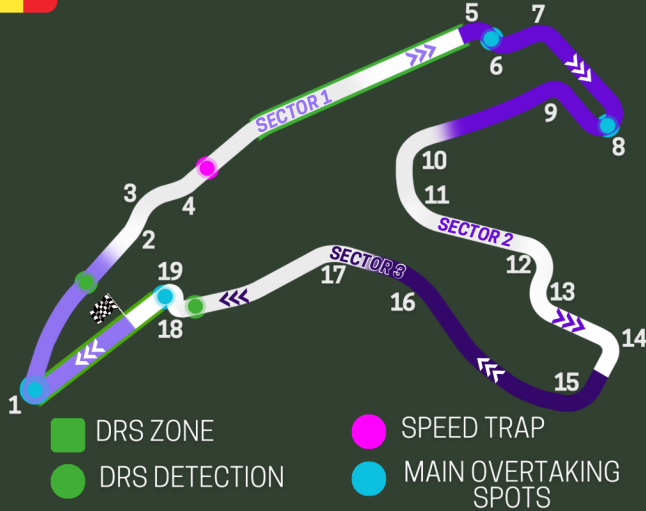 5
7
6
SECTOR 1
9
8
10
3
4
11
2
SECTOR 2
12
19
17
SECTOR 3
13
18
16
14
15
1
DRS ZONE
SPEED TRAP
DRS DETECTION
MAIN OVERTAKING
SPOTS